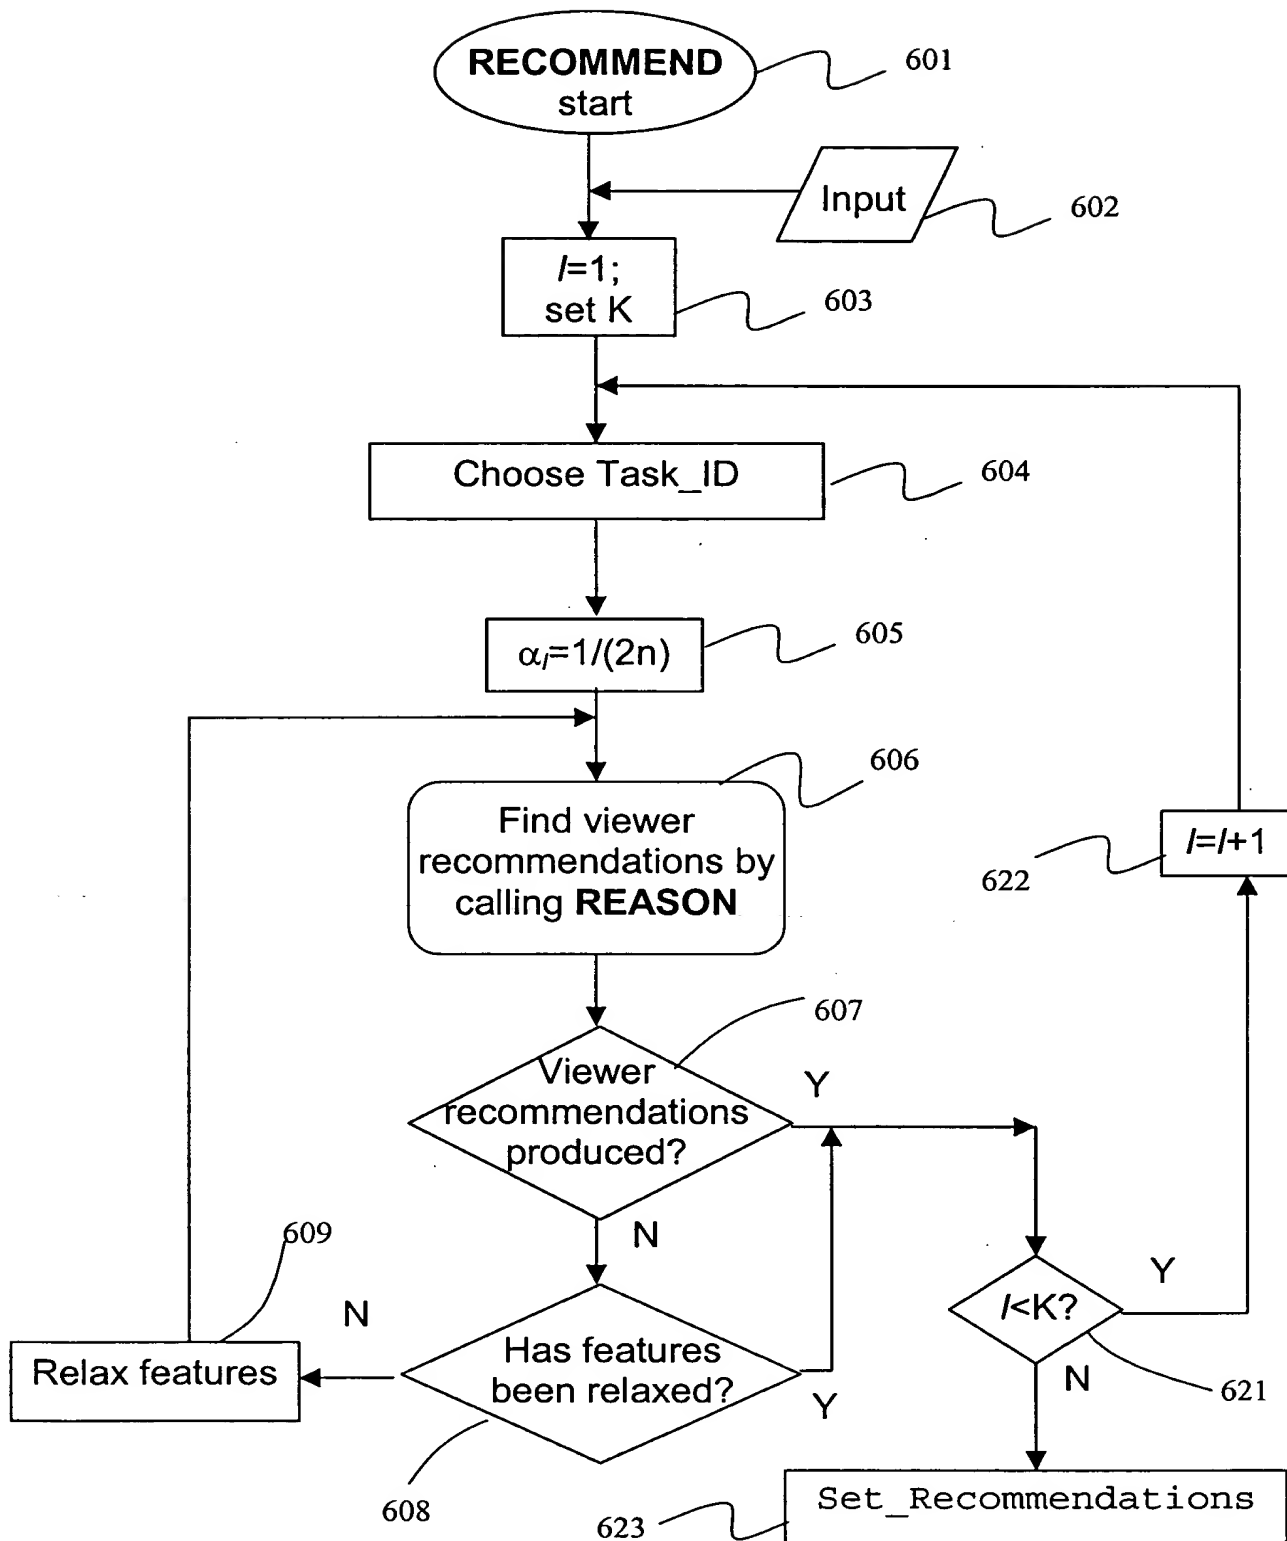 RECOMMEND
start
601
Input
602
l=1;
set K
603
Choose Task_ID
604
αl=1/(2n)
605
606
Find viewer
recommendations by
calling REASON
l=l+1
622
607
Viewer
recommendations
produced?
Y
N
609
N
Relax features
Has features
been relaxed?
Y
608
l<K?
Y
N
621
Set_Recommendations
623